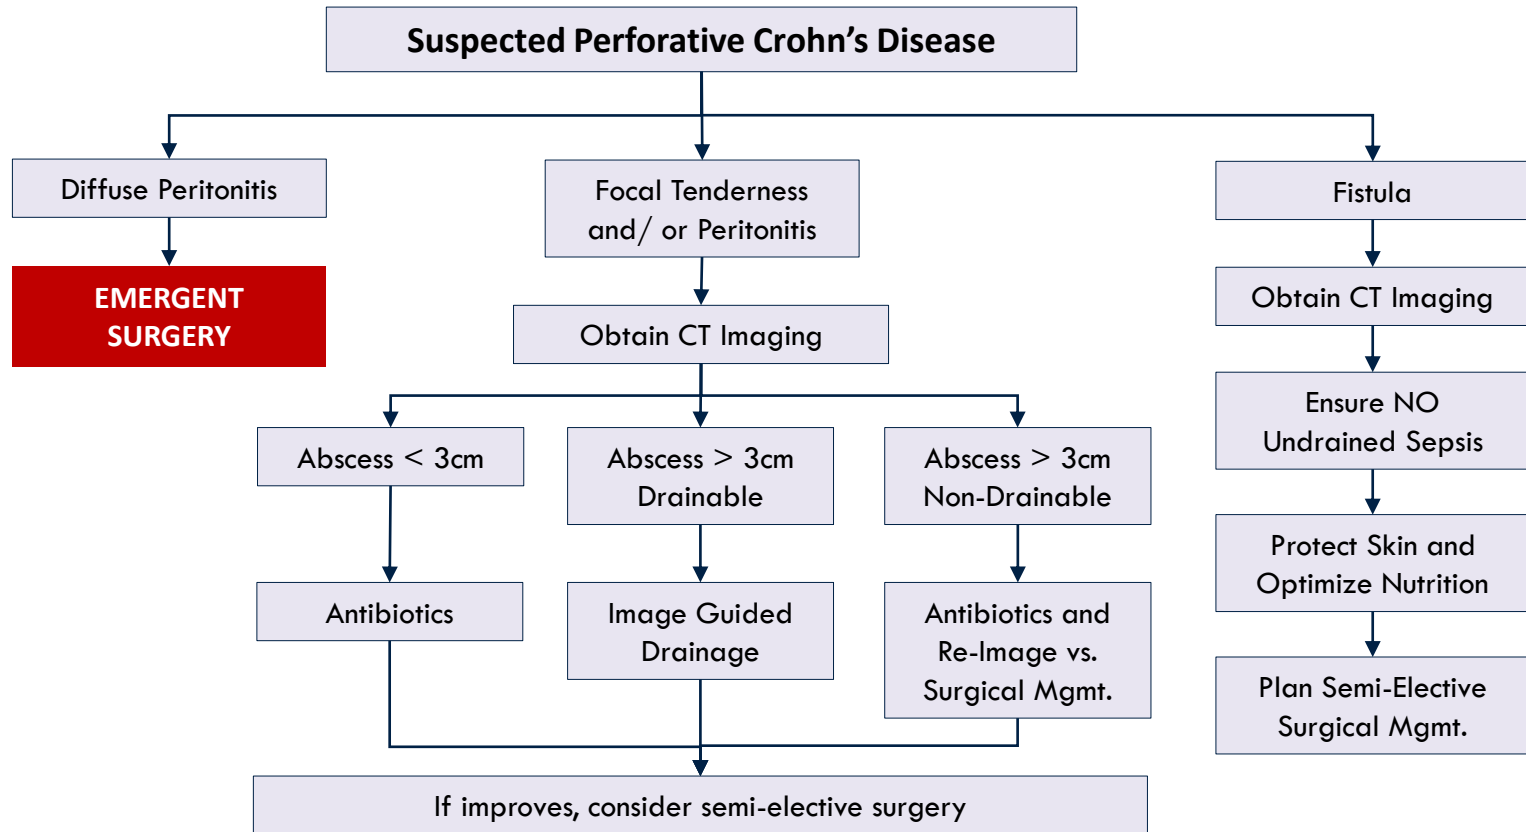 Suspected Perforative Crohn's Disease
Diffuse Peritonitis
EMERGENT
SURGERY
Focal Tenderness
and/ or Peritonitis
Obtain CT Imaging
Abscess < 3cm
Antibiotics
Abscess > 3cm
Drainable
Image Guided
Drainage
Abscess > 3cm
Non-Drainable
Antibiotics and
Re-Image vs.
Surgical Mgmt.
If improves, consider semi-elective surgery
Fistula
Obtain CT Imaging
Ensure NO
Undrained Sepsis
Protect Skin and
Optimize Nutrition
Plan Semi-Elective
Surgical Mgmt.